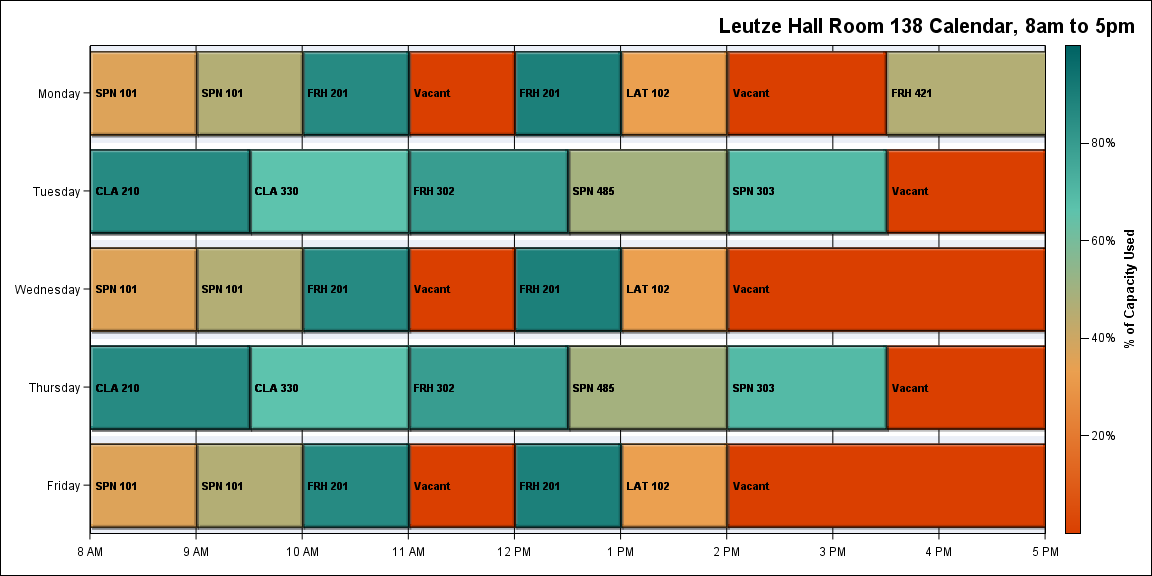 Leutze Hall Room 138 Calendar, 8am to 5pm
Monday
SPN 101
SPN 101
FRH 201
Vacant
FRH 201
LAT 102
Vacant
FRH 421
Tuesday
CLA 210
CLA 330
FRH 302
SPN 485
SPN 303
Vacant
Wednesday
SPN 101
SPN 101
FRH 201
Vacant
FRH 201
LAT 102
Vacant
Thursday
CLA 210
CLA 330
FRH 302
SPN 485
SPN 303
Vacant
Friday
SPN 101
SPN 101
FRH 201
Vacant
FRH 201
LAT 102
Vacant
8 AM
9 AM
10 AM
11 AM
12 PM
1 PM
2 PM
3 PM
4 PM
5 PM
80%
60%
40%
20%
% of Capacity Used